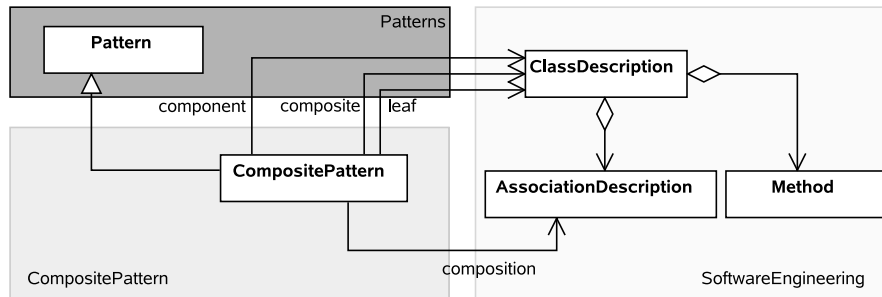 Patterns
Pattern
ClassDescription
component
composite
leaf
CompositePattern
AssociationDescription
Method
composition
CompositePattern
SoftwareEngineering